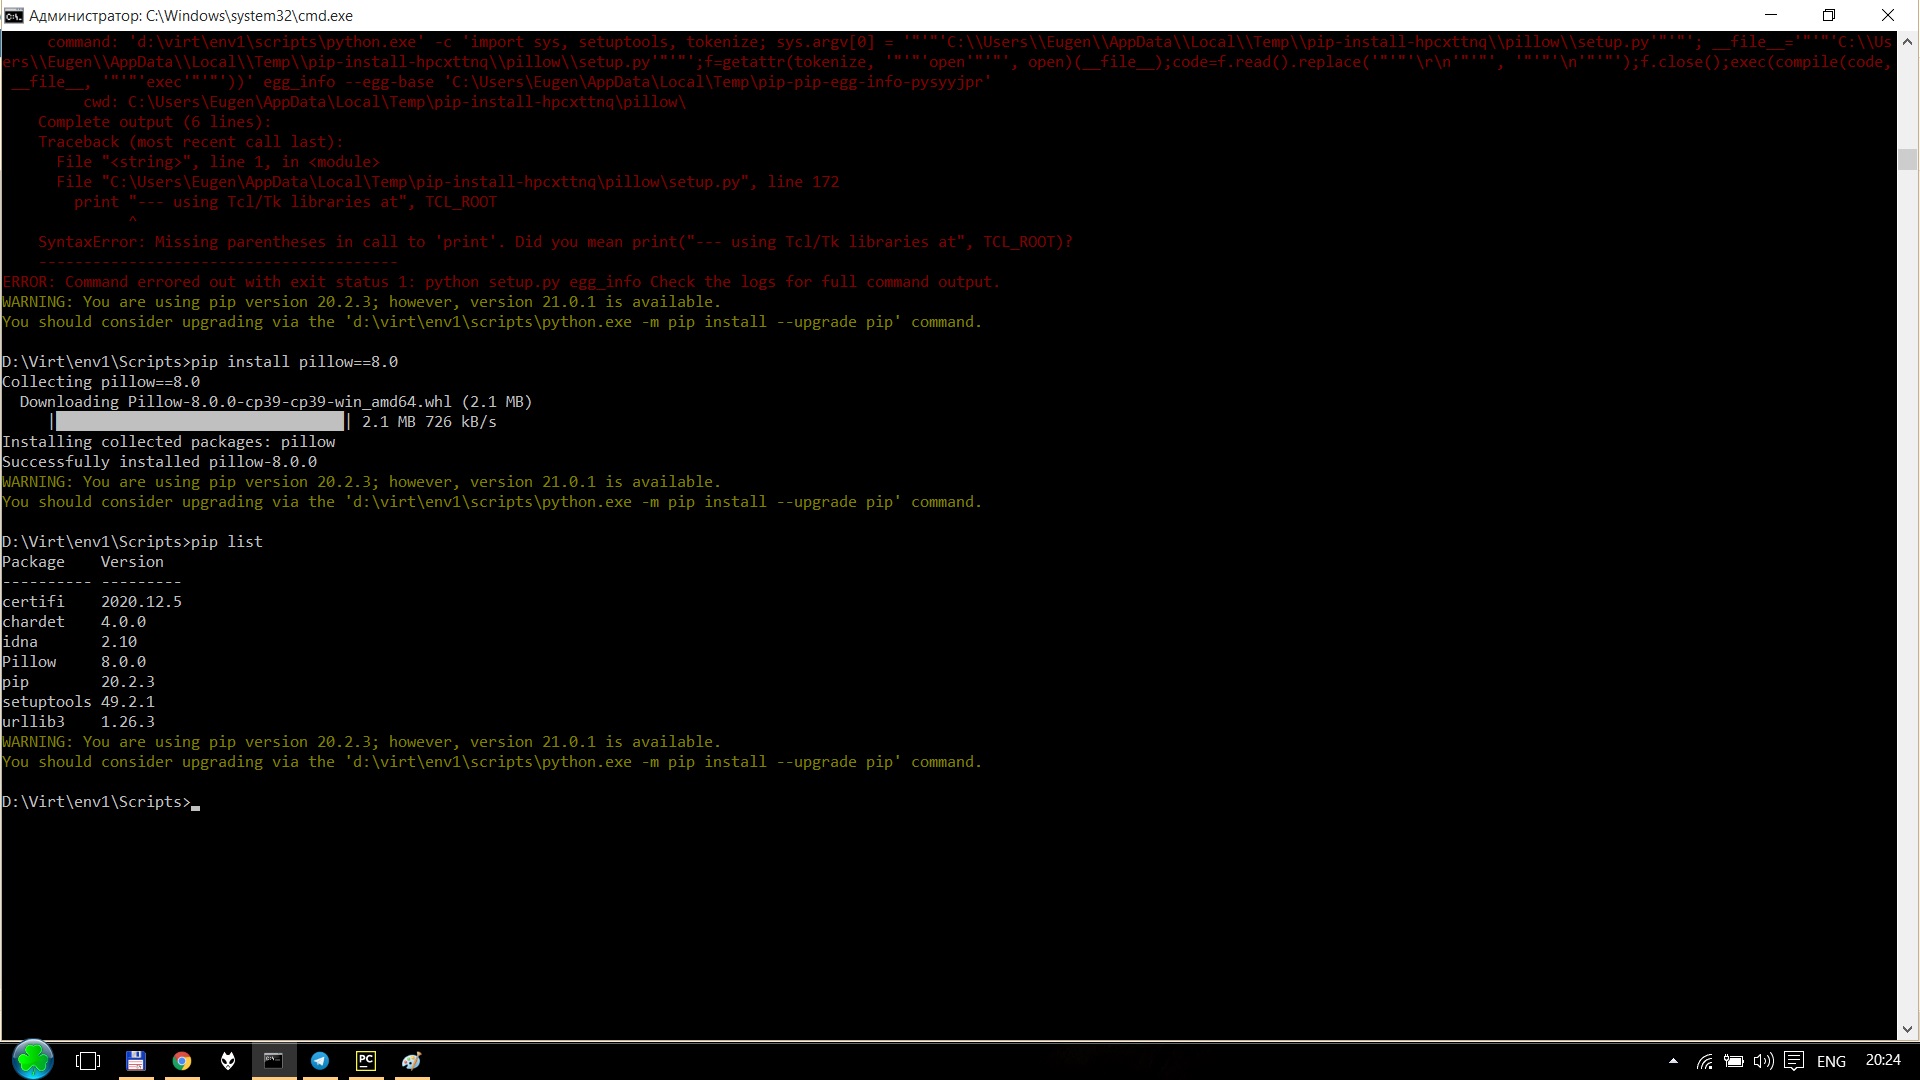 Администратор: C:\Windows\system32\cmd.exe
command: 'd:\virt\env1\scripts\python.exe' -c 'import sys, setuptools, tokenize; sys.argv[0] = '"'"'C:\\Users\\Eugen\\AppData\\Local\\Temp\\pip-install-hpcxttnq\\pillow\\setup.py'"'"'; __file__='"'"'C:\\Us
ers\\Eugen\\AppData\\Local\\Temp\\pip-install-hpcxttnq\\pillow\\setup.py'"'"';f=getattr(tokenize, '"'"'open'"'"', open)(__file__);code=f.read().replace('"'"'\r\n'"'"', '"'"'\n'"'"');f.close();exec(compile(code,
__file__, '"'"'exec'"'"'))' egg_info --egg-base 'C:\Users\Eugen\AppData\Local\Temp\pip-pip-egg-info-pysyyjpr'
cwd: C:\Users\Eugen\AppData\Local\Temp\pip-install-hpcxttnq\pillow\
Complete output (6 lines):
Traceback (most recent call last):
File "<string>", line 1, in <module>
File "C:\Users\Eugen\AppData\Local\Temp\pip-install-hpcxttnq\pillow\setup.py", line 172
print "--- using Tcl/Tk libraries at", TCL_ROOT
^
SyntaxError: Missing parentheses in call to 'print'. Did you mean print("--- using Tcl/Tk libraries at", TCL_ROOT)?
----------------------------------------
ERROR: Command errored out with exit status 1: python setup.py egg_info Check the logs for full command output.
WARNING: You are using pip version 20.2.3; however, version 21.0.1 is available.
You should consider upgrading via the 'd:\virt\env1\scripts\python.exe -m pip install --upgrade pip' command.
D:\Virt\env1\Scripts>pip install pillow==8.0
Collecting pillow==8.0
Downloading Pillow-8.0.0-cp39-cp39-win_amd64.whl (2.1 MB)
| | 2.1 MB 726 kB/s
Installing collected packages: pillow
Successfully installed pillow-8.0.0
WARNING: You are using pip version 20.2.3; however, version 21.0.1 is available.
You should consider upgrading via the 'd:\virt\env1\scripts\python.exe -m pip install --upgrade pip' command.
D:\Virt\env1\Scripts>pip list
Package Version
---------- ---------
certifi 2020.12.5
chardet 4.0.0
idna 2.10
Pillow 8.0.0
pip 20.2.3
setuptools 49.2.1
urllib3 1.26.3
WARNING: You are using pip version 20.2.3; however, version 21.0.1 is available.
You should consider upgrading via the 'd:\virt\env1\scripts\python.exe -m pip install --upgrade pip' command.
D:\Virt\env1\Scripts>_
PC
ENG
20:24